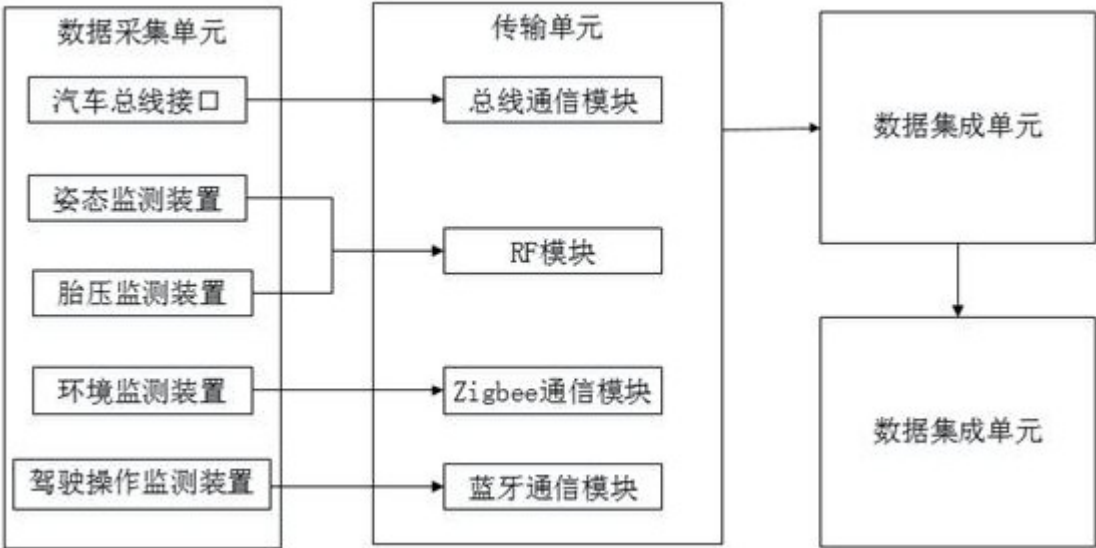 数据采集单元
汽车总线接口
姿态监测装置
胎压监测装置
环境监测装置
驾驶操作监测装置
传输单元
总线通信模块
RF模块
Zigbee通信模块
蓝牙通信模块
数据集成单元
数据集成单元